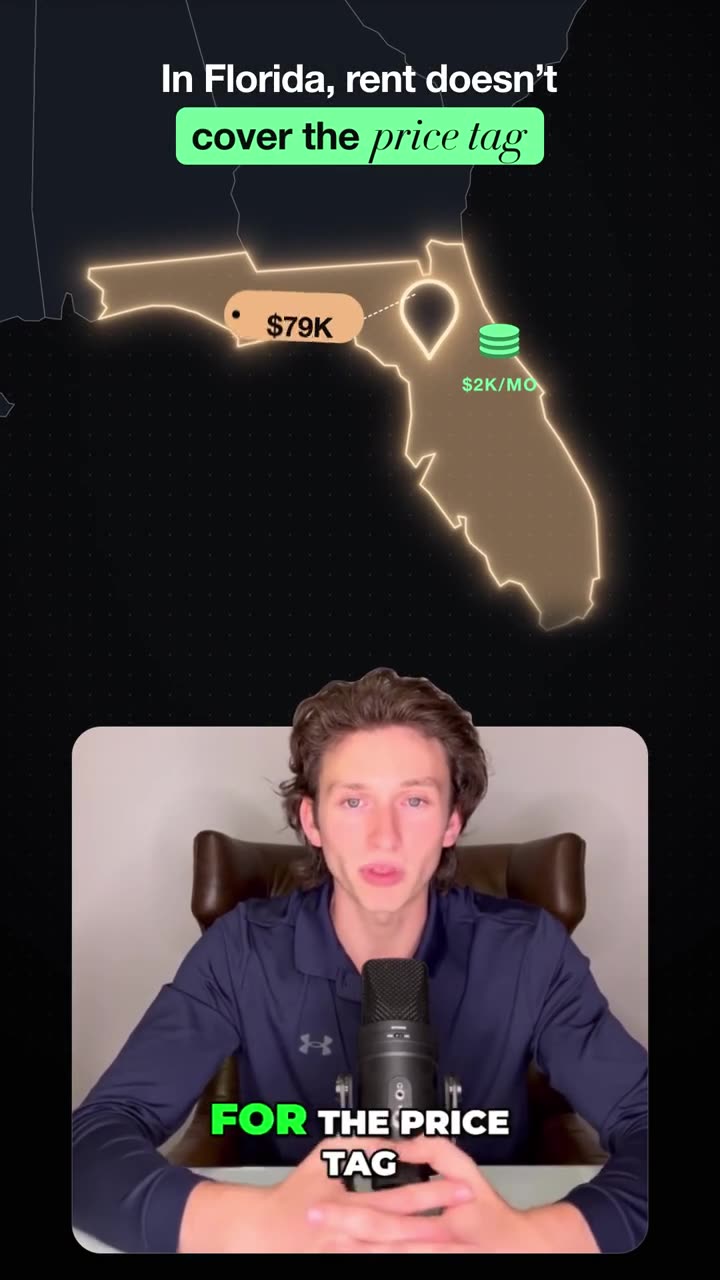 In Florida, rent doesn’t
cover the price tag
$79K
$2K/MO
FOR THE PRICE
TAG